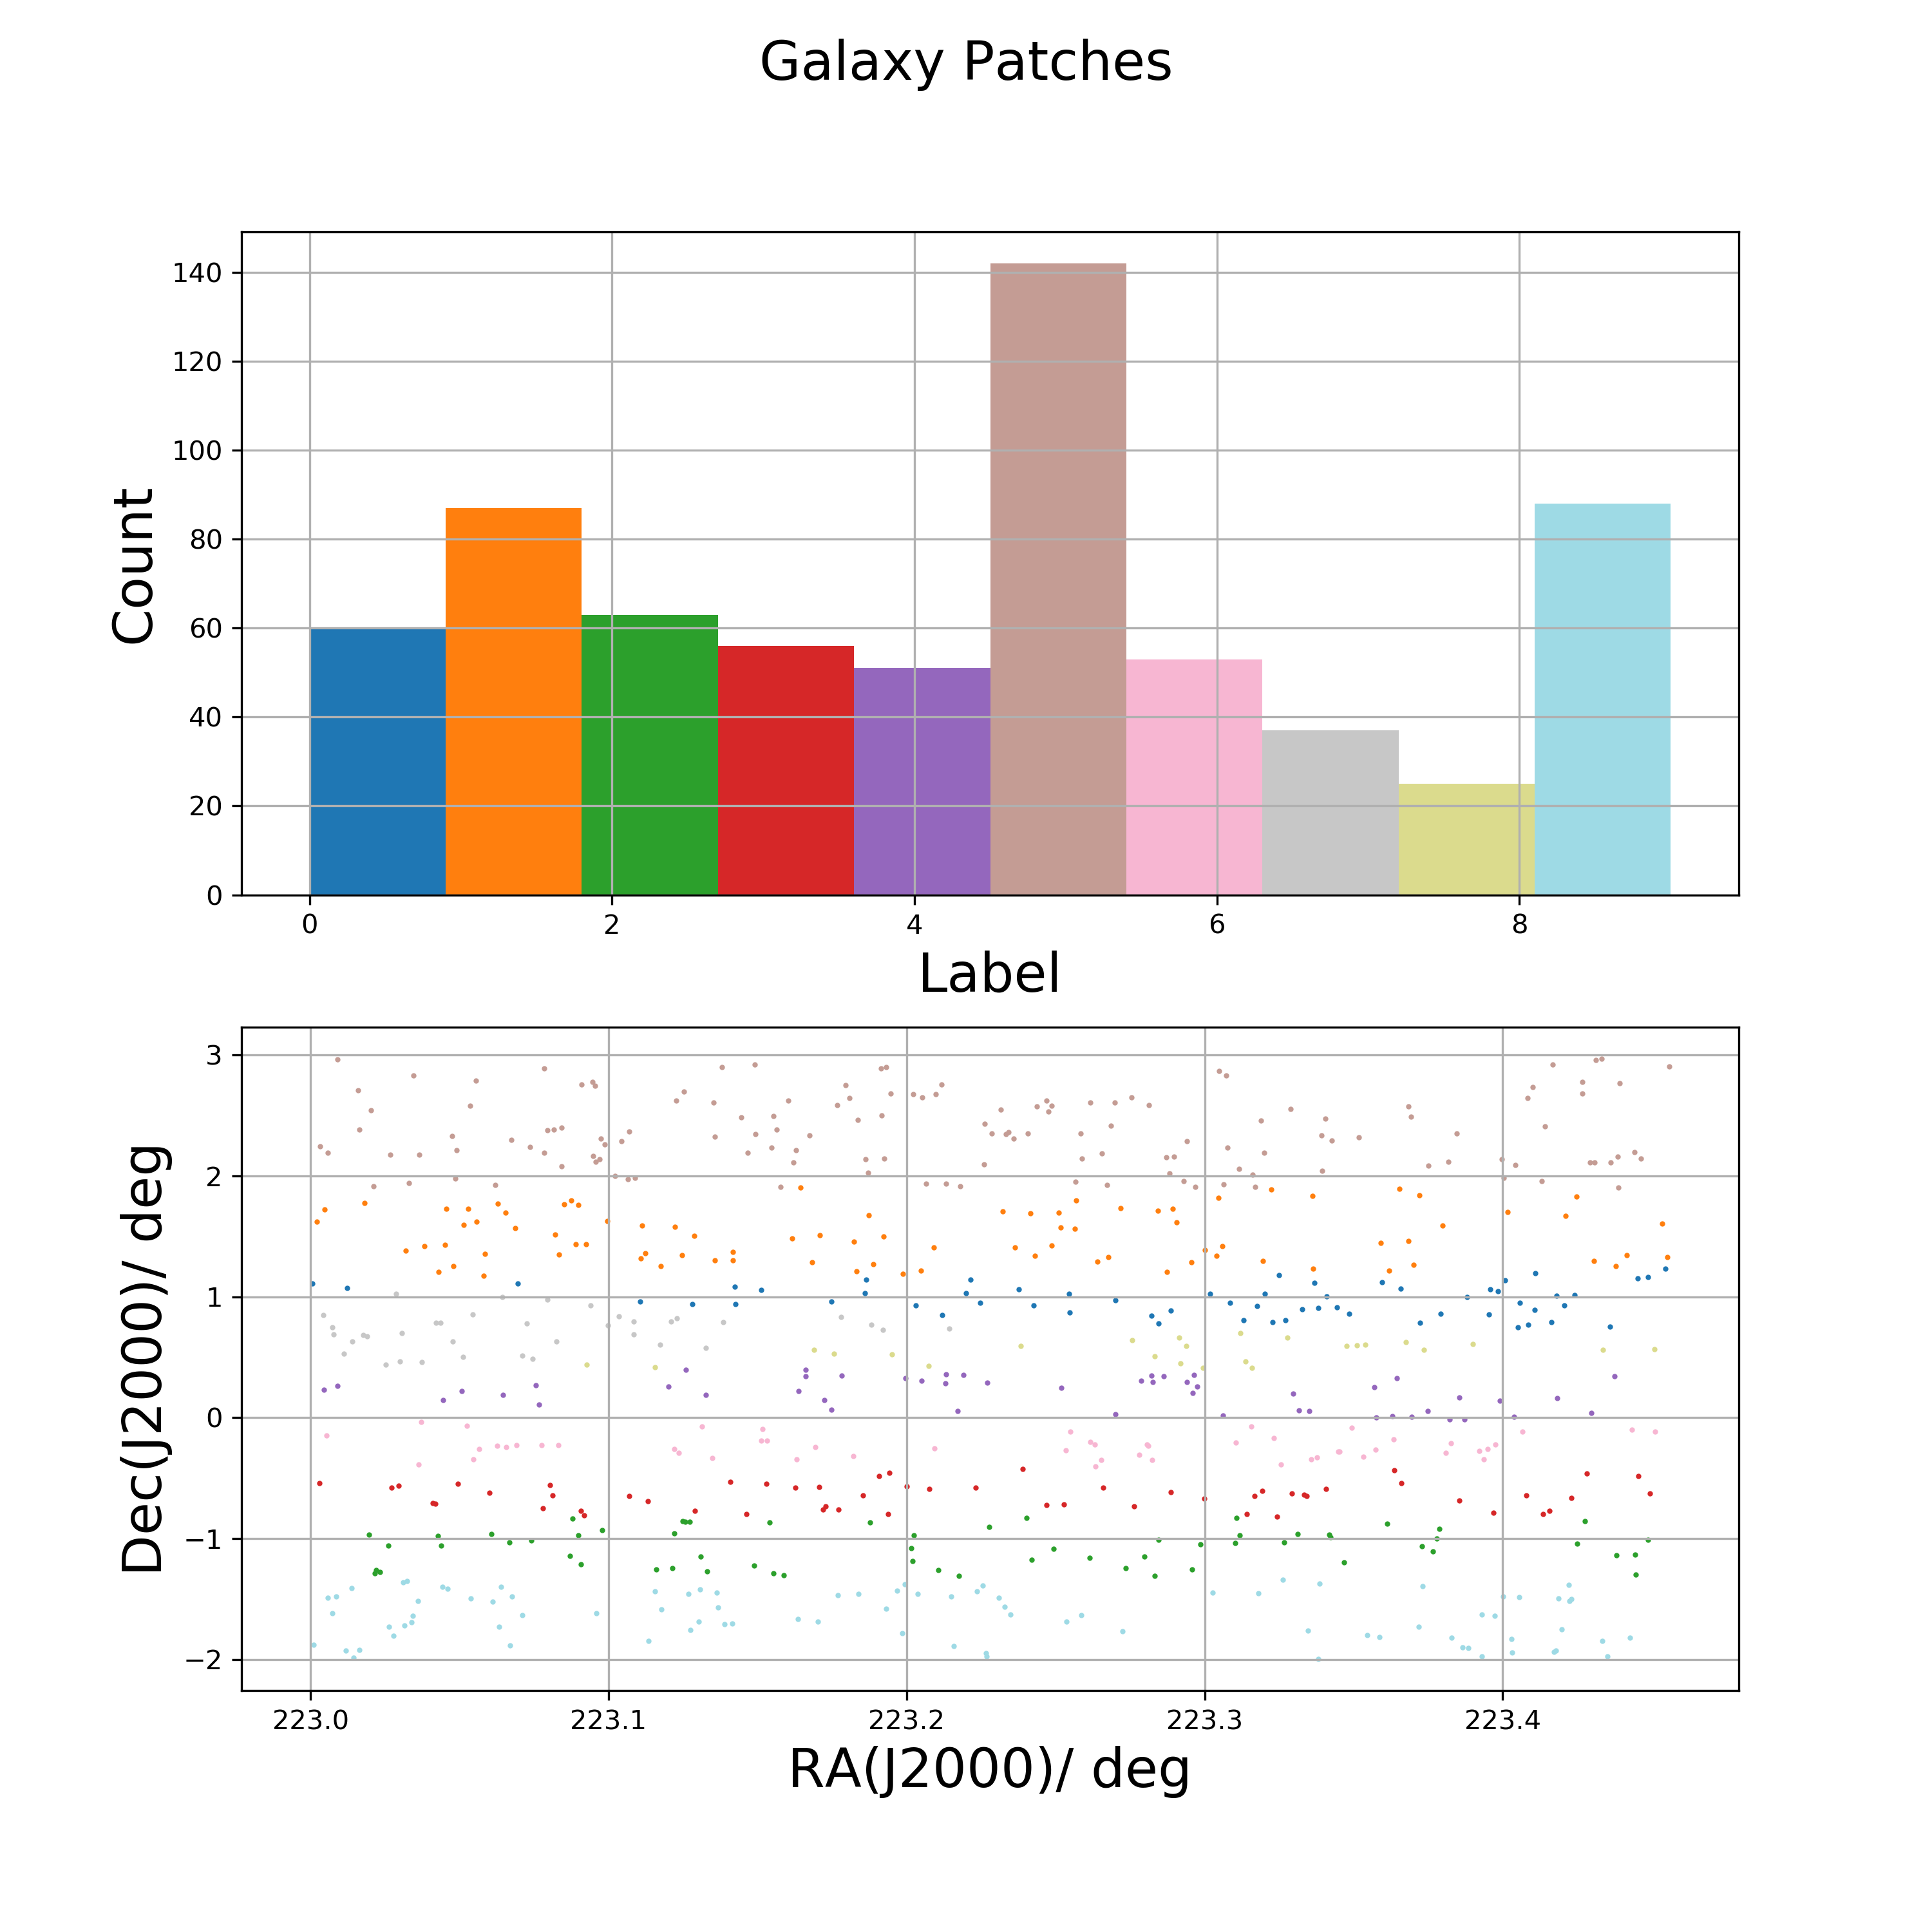 Galaxy Patches
140
120
100
80
60
40
20
0
Count
0 2 4 6 8
Label
3
2
1
0
−1
−2
Dec(J2000)/ deg
223.0 223.1 223.2 223.3 223.4
RA(J2000)/ deg